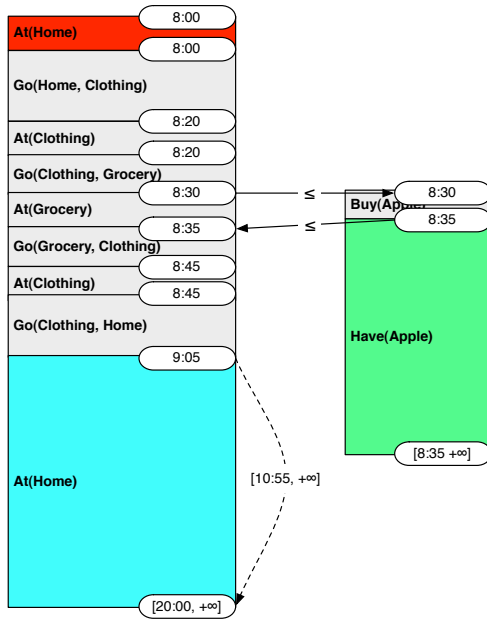 8:00
At(Home)
8:00
Go(Home, Clothing)
8:20
At(Clothing)
8:20
Go(Clothing, Grocery)
8:30
≤
8:30
At(Grocery)
Buy(Apple)
8:35
≤
8:35
Go(Grocery, Clothing)
8:45
At(Clothing)
8:45
Go(Clothing, Home)
Have(Apple)
9:05
[8:35 +∞]
At(Home)
[10:55, +∞]
[20:00, +∞]